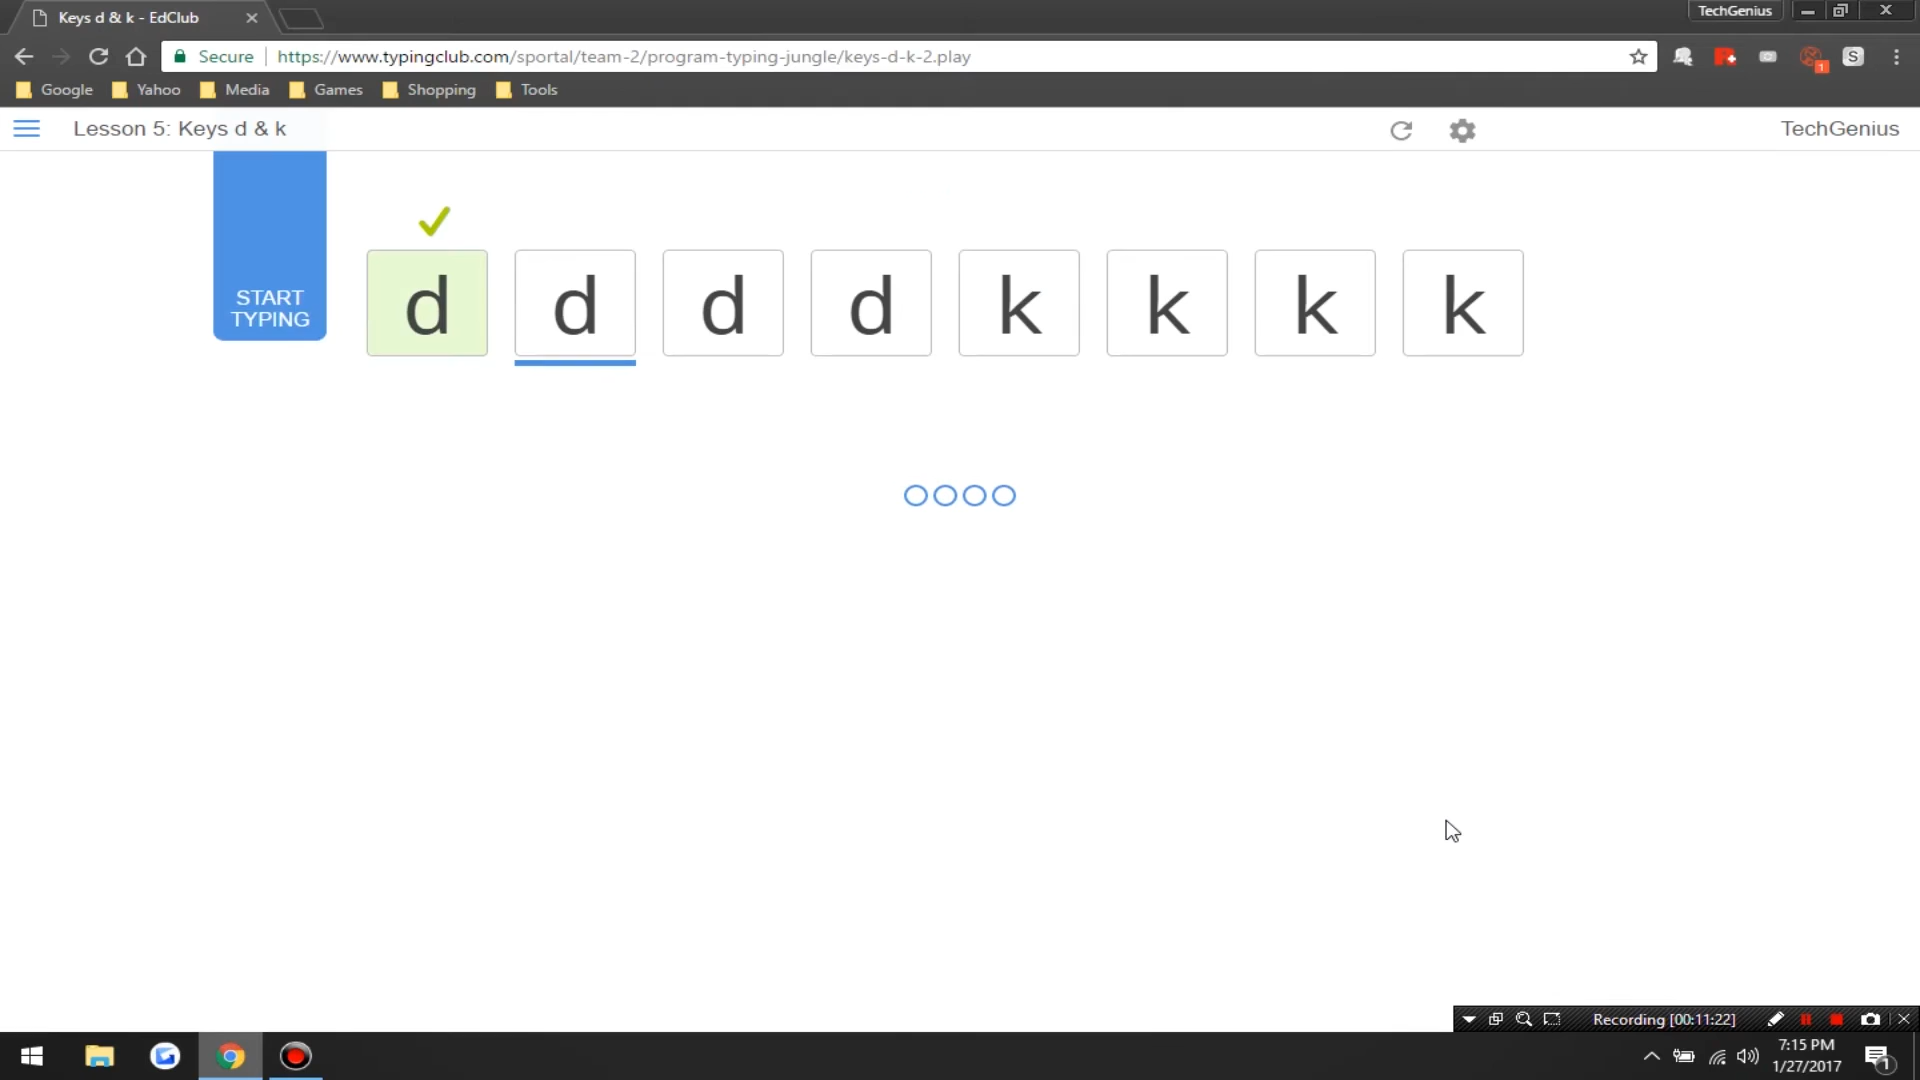 Keys d & k - EdClub
TechGenius
Secure
https://www.typingclub.com/sportal/team-2/program-typing-jungle/keys-d-k-2.play
1
S
Google
Yahoo
Media
Games
Shopping
Tools
Lesson 5: Keys d & k
TechGenius
START
TYPING
d d d d k k k k
Recording [00:11:22]
7:15 PM
1/27/2017
1